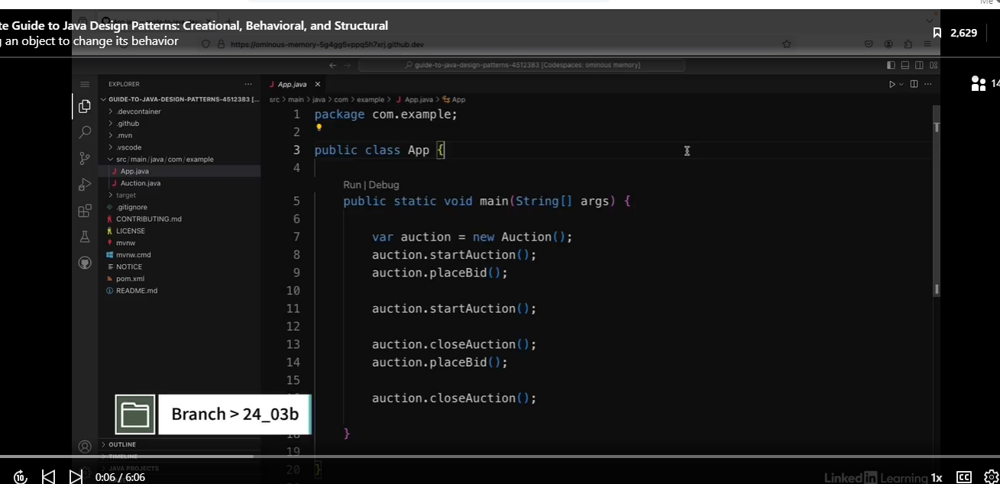 Me
te Guide to Java Design Patterns: Creational, Behavioral, and Structural
g an object to change its behavior
2,629
https://ominous-memory-5g4gg5vppq5h7xrj.github.dev
guide-to-java-design-patterns-4512383 [Codespaces: ominous memory]
14
EXPLORER
GUIDE-TO-JAVA-DESIGN-PATTERNS-4512383 [...
.devcontainer
.github
.mvn
.vscode
src/main/java/com/example
App.java
Auction.java
target
.gitignore
CONTRIBUTING.md
LICENSE
mvnw
mvnw.cmd
NOTICE
pom.xml
README.md
OUTLINE
TIMELINE
JAVA PROJECTS
App.java
src > main > java > com > example > App.java > App
1 package com.example;
2
3 public class App {
4
Run | Debug
5 public static void main(String[] args) {
6
7 var auction = new Auction();
8 auction.startAuction();
9 auction.placeBid();
10
11 auction.startAuction();
12
13 auction.closeAuction();
14 auction.placeBid();
15
auction.closeAuction();
18 }
19
20 }
Branch > 24_03b
10
0:06 / 6:06
LinkedIn Learning
1x
CC